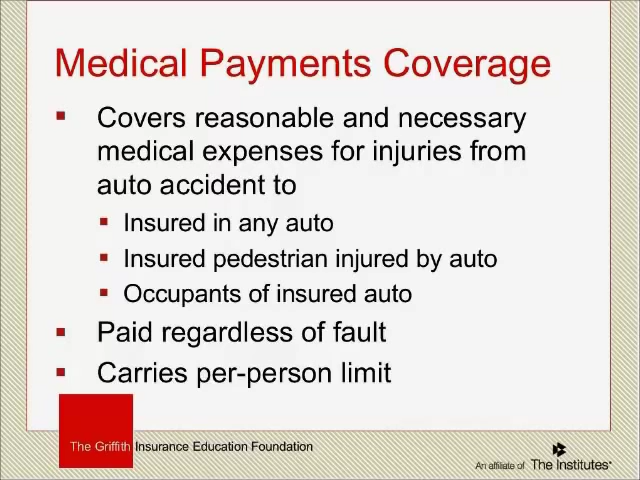 Medical Payments Coverage
Covers reasonable and necessary
medical expenses for injuries from
auto accident to
Insured in any auto
Insured pedestrian injured by auto
Occupants of insured auto
Paid regardless of fault
Carries per-person limit
The Griffith Insurance Education Foundation
An affiliate of The Institutes